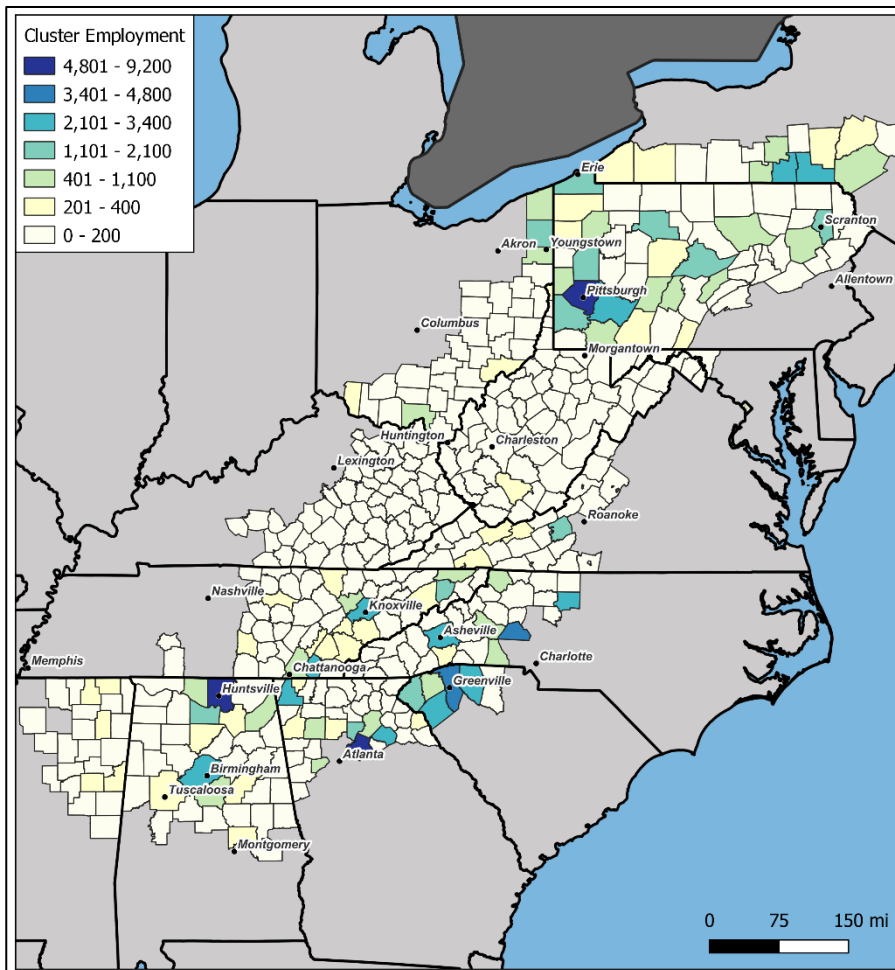 Cluster Employment
4,801 - 9,200
3,401 - 4,800
2,101 - 3,400
1,101 - 2,100
401 - 1,100
201 - 400
0 - 200
Erie
Scranton
Akron
Youngstown
Allentown
Pittsburgh
Columbus
Morgantown
Huntington
Charleston
Lexington
Roanoke
Nashville
Knoxville
Asheville
Memphis
Chattanooga
Charlotte
Huntsville
Greenville
Atlanta
Birmingham
Tuscaloosa
Montgomery
0 75 150 mi